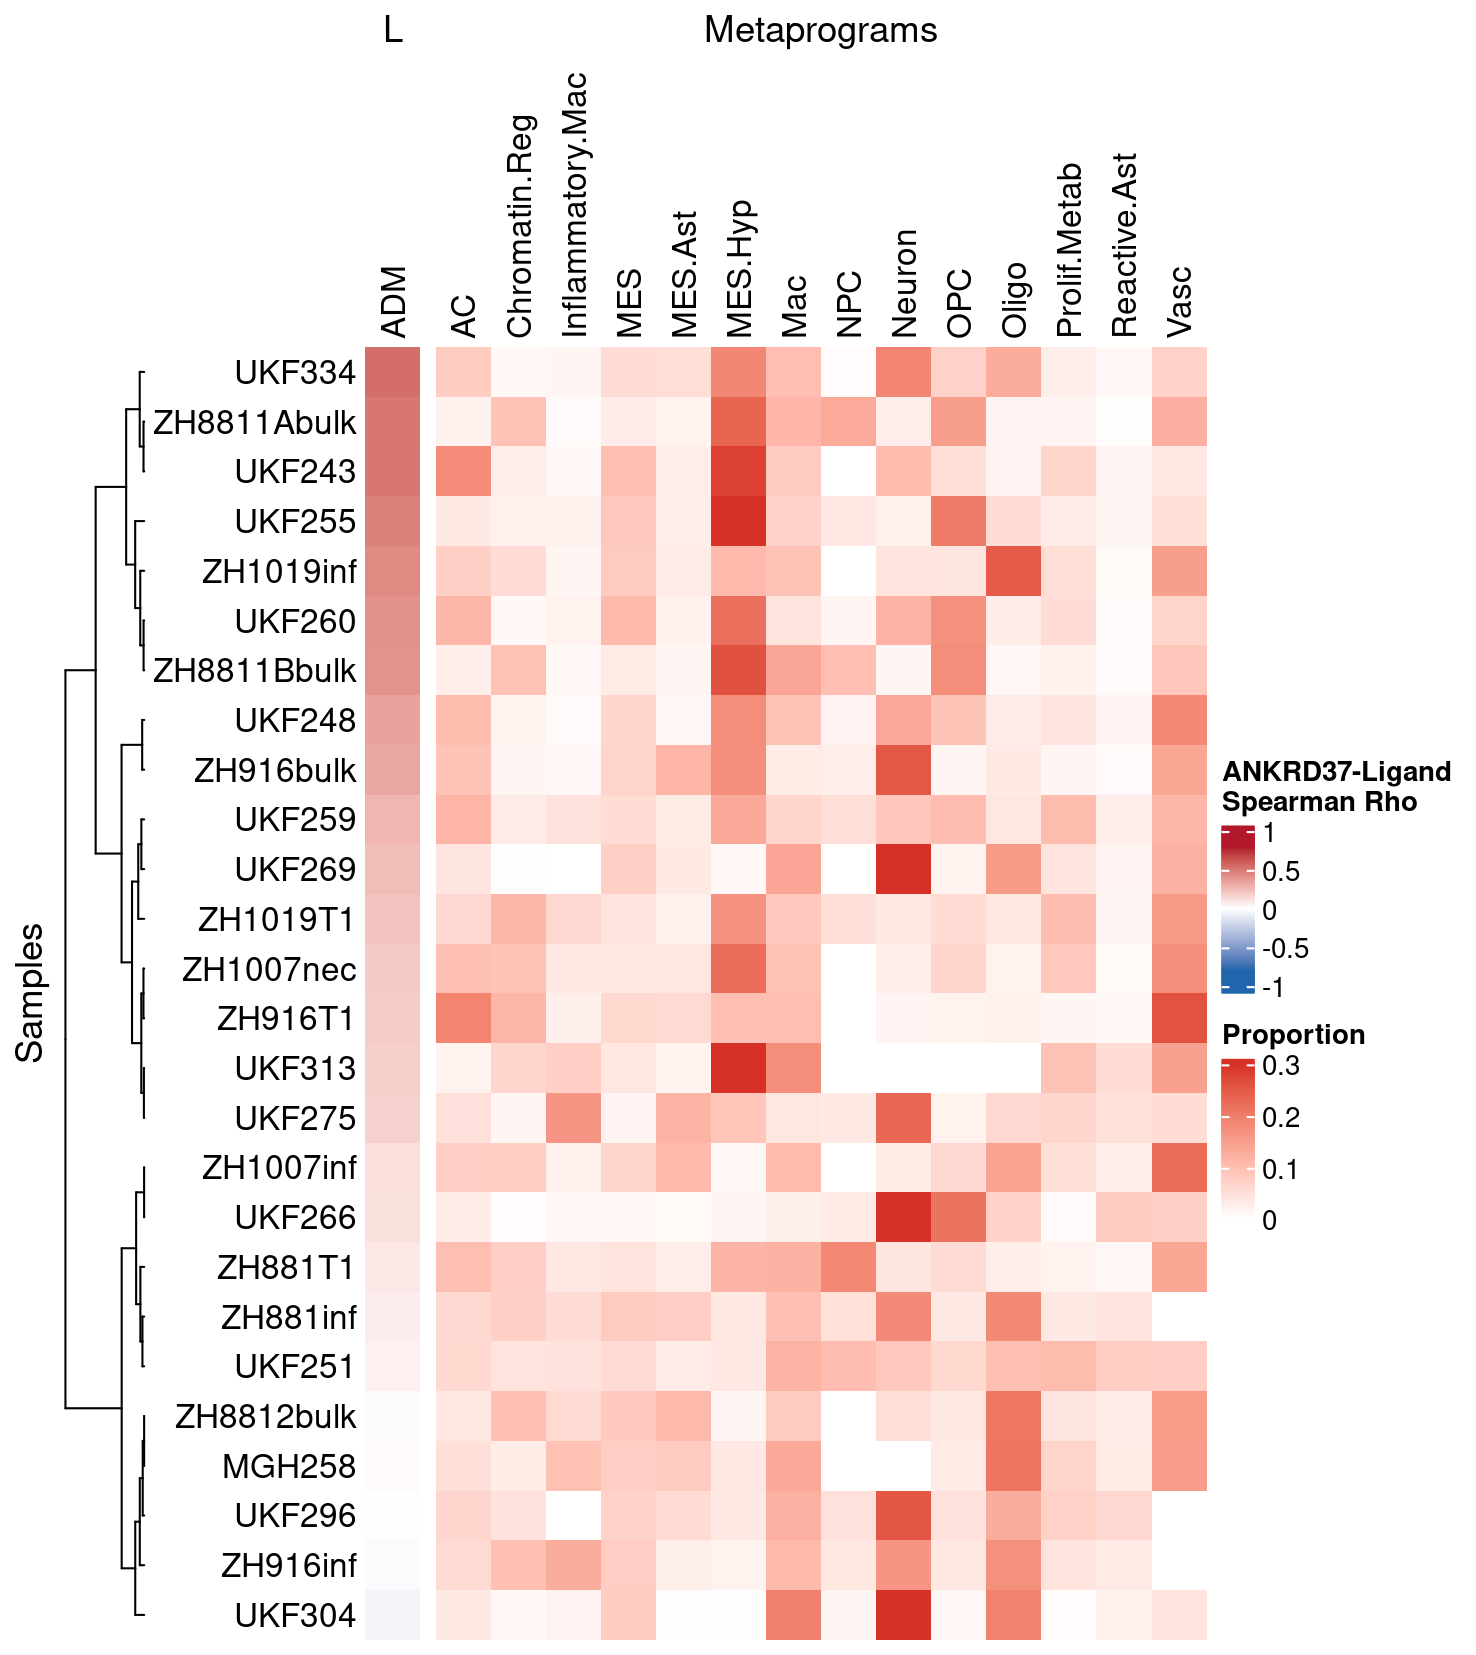 L
Metaprograms
ADM
AC
Chromatin.Reg
Inflammatory.Mac
MES
MES.Ast
MES.Hyp
Mac
NPC
Neuron
OPC
Oligo
Prolif.Metab
Reactive.Ast
Vasc
Samples
UKF334
ZH8811Abulk
UKF243
UKF255
ZH1019inf
UKF260
ZH8811Bbulk
UKF248
ZH916bulk
UKF259
UKF269
ZH1019T1
ZH1007nec
ZH916T1
UKF313
UKF275
ZH1007inf
UKF266
ZH881T1
ZH881inf
UKF251
ZH8812bulk
MGH258
UKF296
ZH916inf
UKF304
ANKRD37-Ligand
Spearman Rho
1
0.5
0
-0.5
-1
Proportion
0.3
0.2
0.1
0